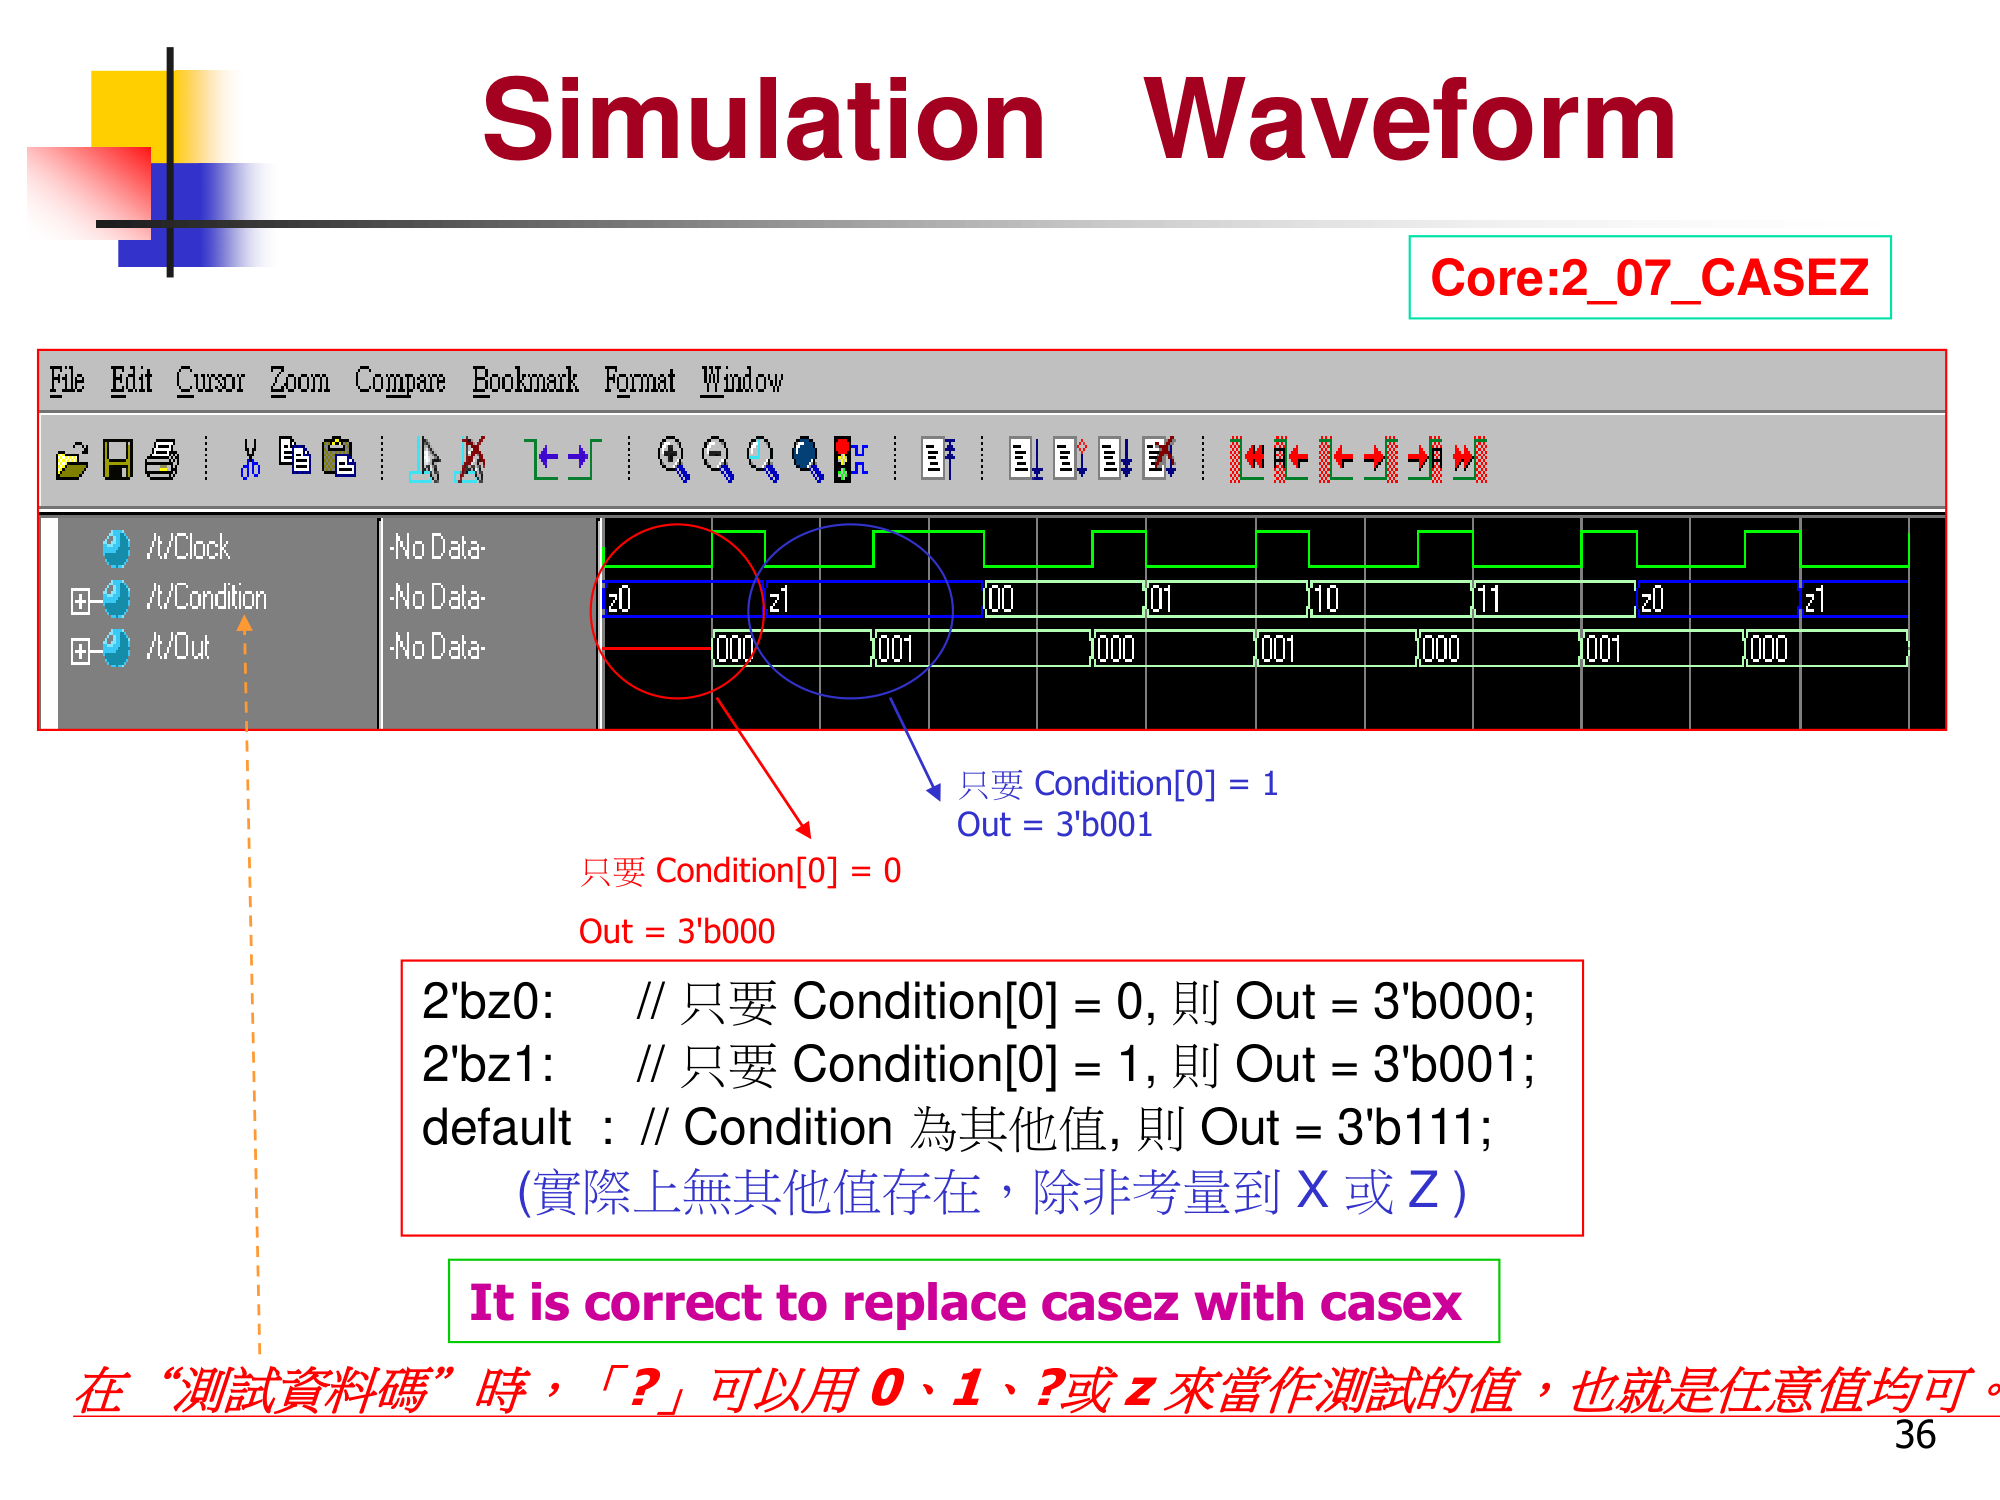 Simulation Waveform
Core:2_07_CASEZ
File Edit Cursor Zoom Compare Bookmark Format Window
/t/Clock -No Data-
/t/Condition -No Data- z0 z1 00 01 10 11 z0 z1
/t/Out -No Data- 000 001 000 001 000 001 000
只要 Condition[0] = 1
Out = 3'b001
只要 Condition[0] = 0
Out = 3'b000
2'bz0: // 只要 Condition[0] = 0, 則 Out = 3'b000;
2'bz1: // 只要 Condition[0] = 1, 則 Out = 3'b001;
default : // Condition 為其他值, 則 Out = 3'b111;
(實際上無其他值存在，除非考量到 X 或 Z )
It is correct to replace casez with casex
在“測試資料碼”時，「?」可以用 0、1、?或 z 來當作測試的值，也就是任意值均可。
36